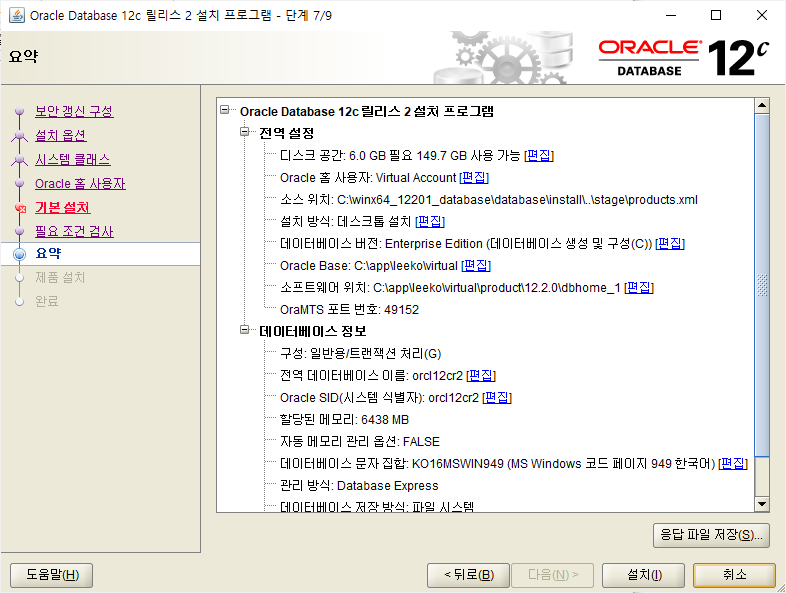 Oracle Database 12c 릴리스 2 설치 프로그램 - 단계 7/9
요약
ORACLE
DATABASE
12c
보안 갱신 구성
설치 옵션
시스템 클래스
Oracle 홈 사용자
기본 설치
필요 조건 검사
요약
제품 설치
완료
Oracle Database 12c 릴리스 2 설치 프로그램
전역 설정
디스크 공간: 6.0 GB 필요 149.7 GB 사용 가능 [편집]
Oracle 홈 사용자: Virtual Account [편집]
소스 위치: C:\winx64_12201_database\database\install\..\stage\products.xml
설치 방식: 데스크톱 설치 [편집]
데이터베이스 버전: Enterprise Edition (데이터베이스 생성 및 구성(C)) [편집]
Oracle Base: C:\app\leeko\virtual [편집]
소프트웨어 위치: C:\app\leeko\virtual\product\12.2.0\dbhome_1 [편집]
OraMTS 포트 번호: 49152
데이터베이스 정보
구성: 일반용/트랜잭션 처리(G)
전역 데이터베이스 이름: orcl12cr2 [편집]
Oracle SID(시스템 식별자): orcl12cr2 [편집]
할당된 메모리: 6438 MB
자동 메모리 관리 옵션: FALSE
데이터베이스 문자 집합: KO16MSWIN949 (MS Windows 코드 페이지 949 한국어) [편집]
관리 방식: Database Express
데이터베이스 저장 방식: 파일 시스템
응답 파일 저장(S)...
도움말(H)
< 뒤로(B)
다음(N) >
설치(I)
취소